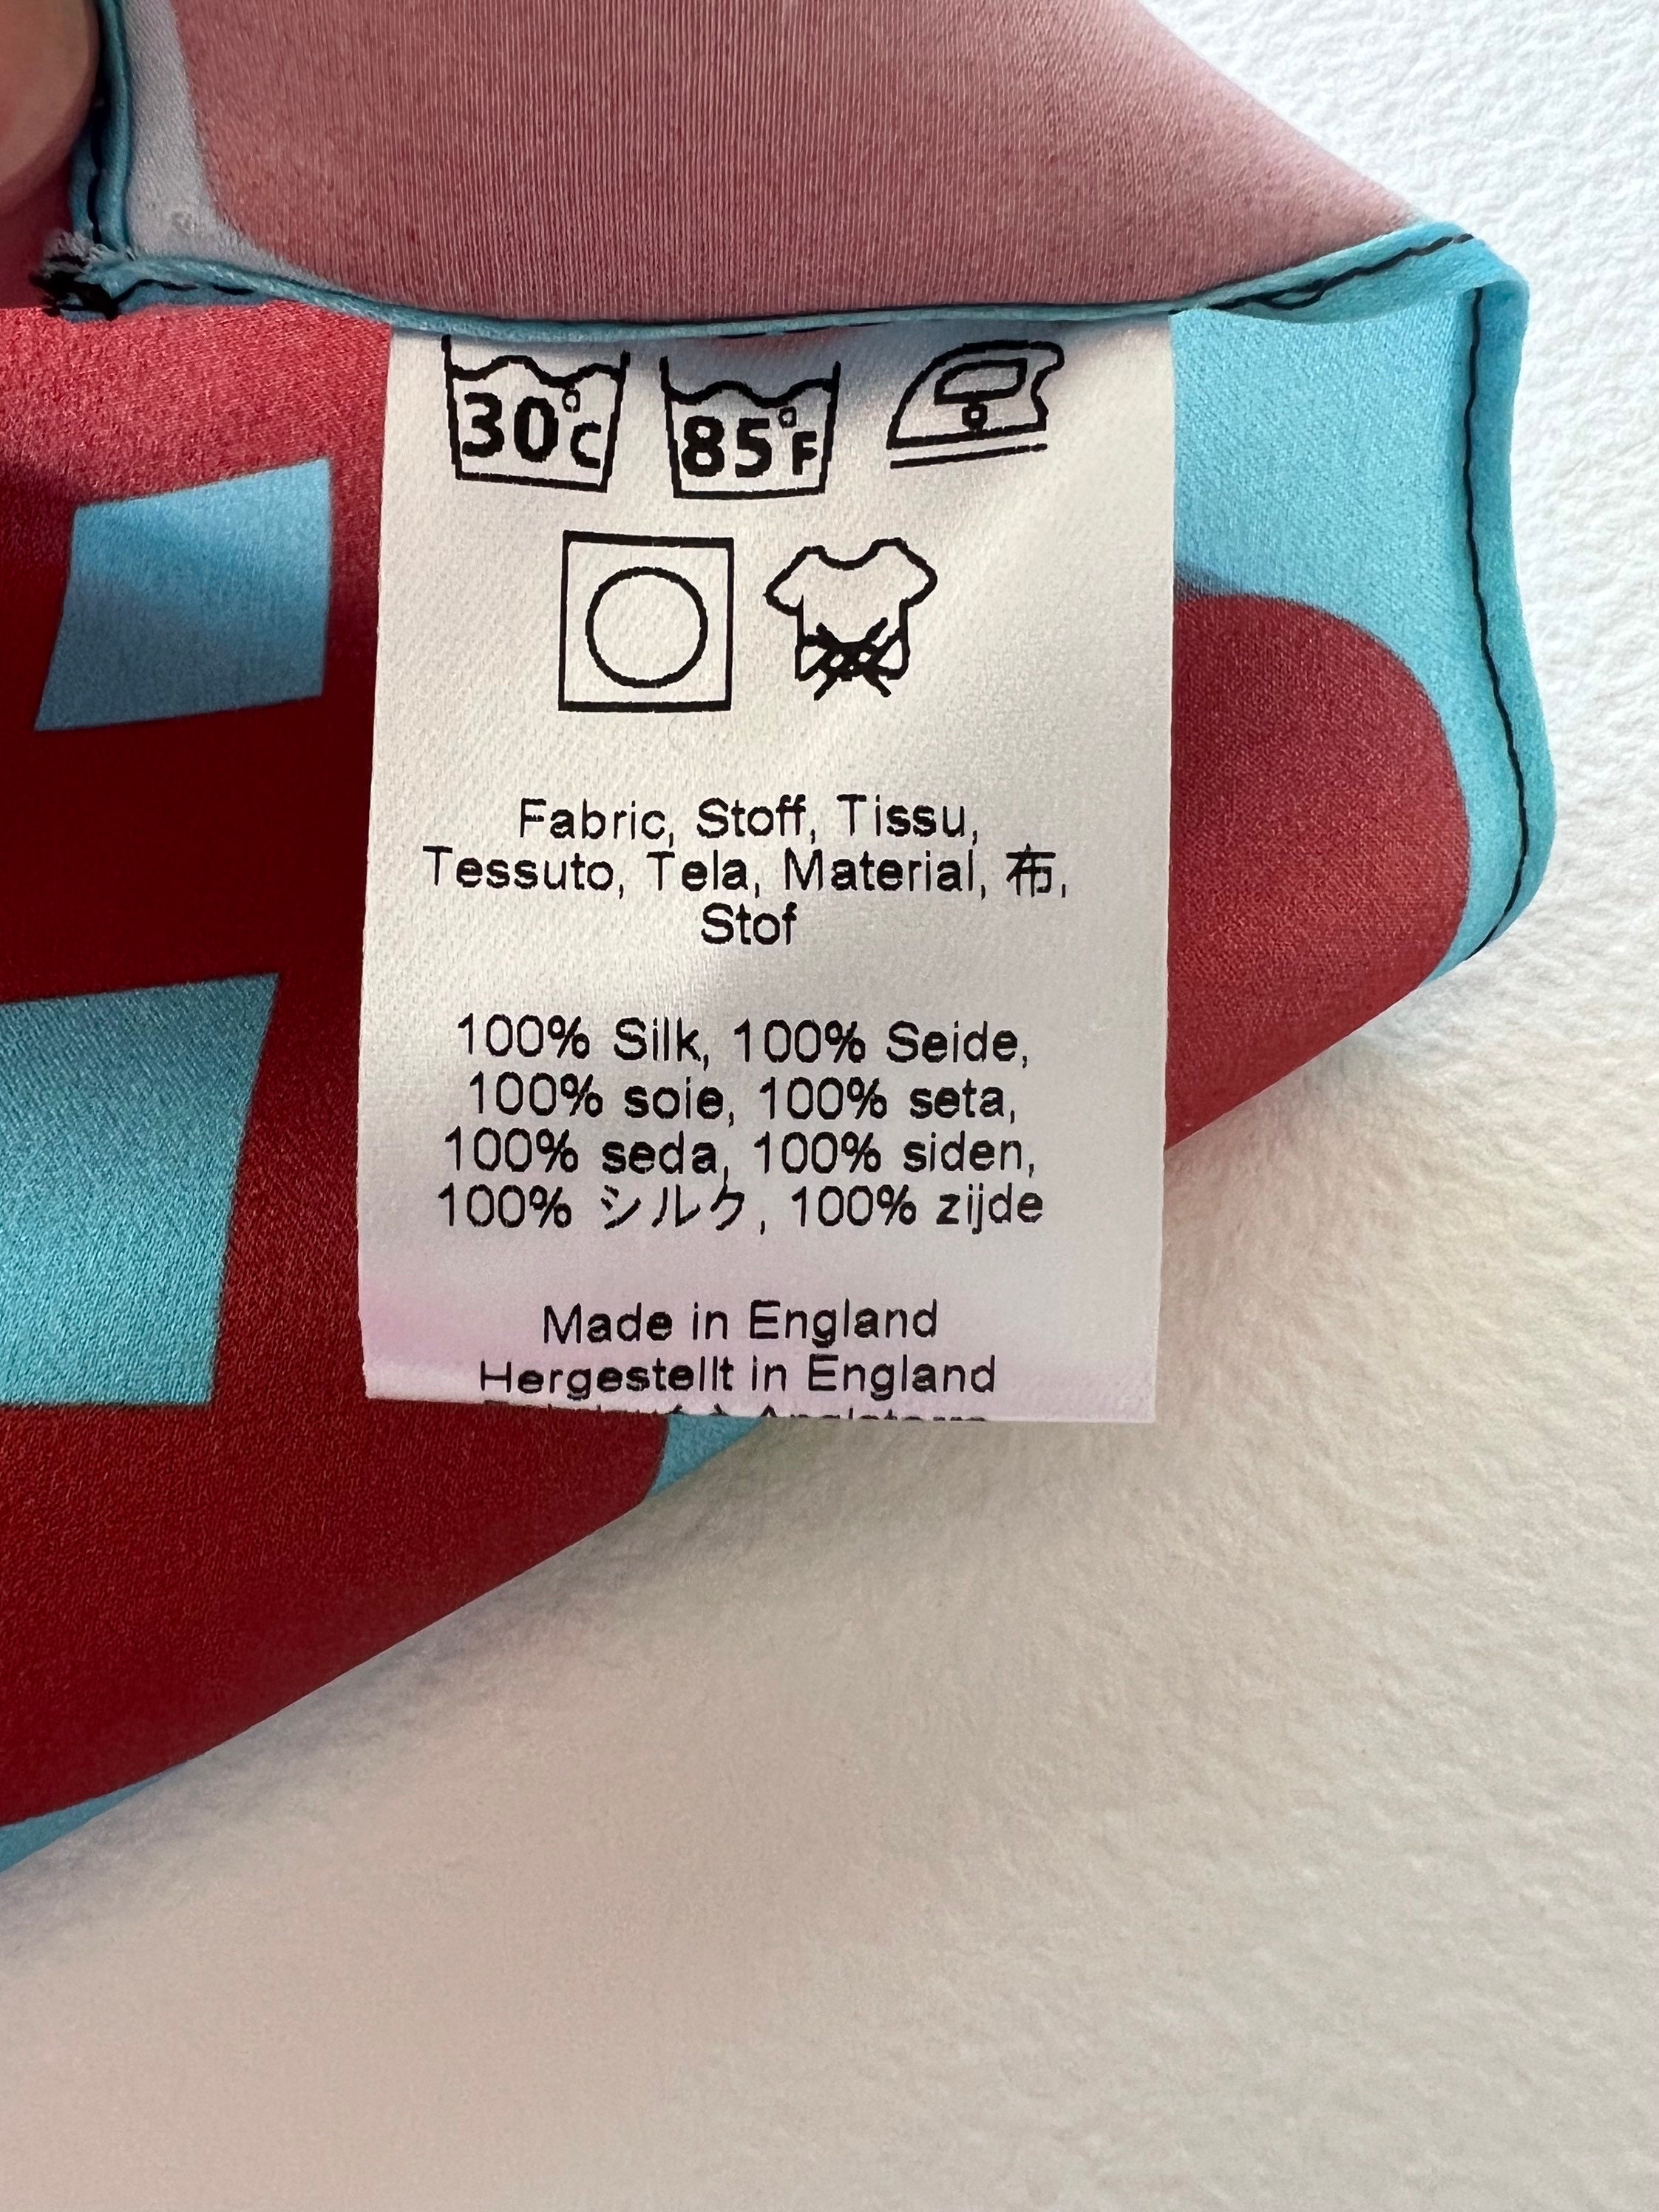 30°C 85°F
Fabric, Stoff, Tissu,
Tessuto, Tela, Material, 布,
Stof
100% Silk, 100% Seide,
100% soie, 100% seta,
100% seda, 100% siden,
100% シルク, 100% zijde
Made in England
Hergestellt in England